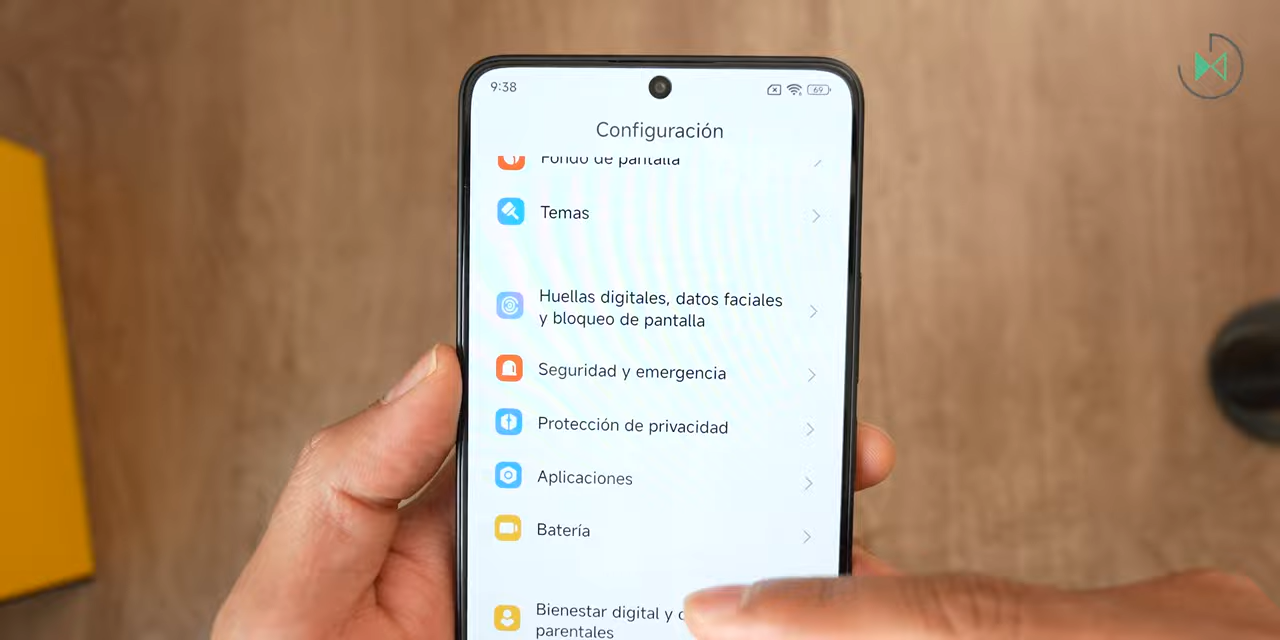 9:38
69
Configuración
Fondo de pantalla
Temas
Huellas digitales, datos faciales
y bloqueo de pantalla
Seguridad y emergencia
Protección de privacidad
Aplicaciones
Batería
Bienestar digital y
parentales